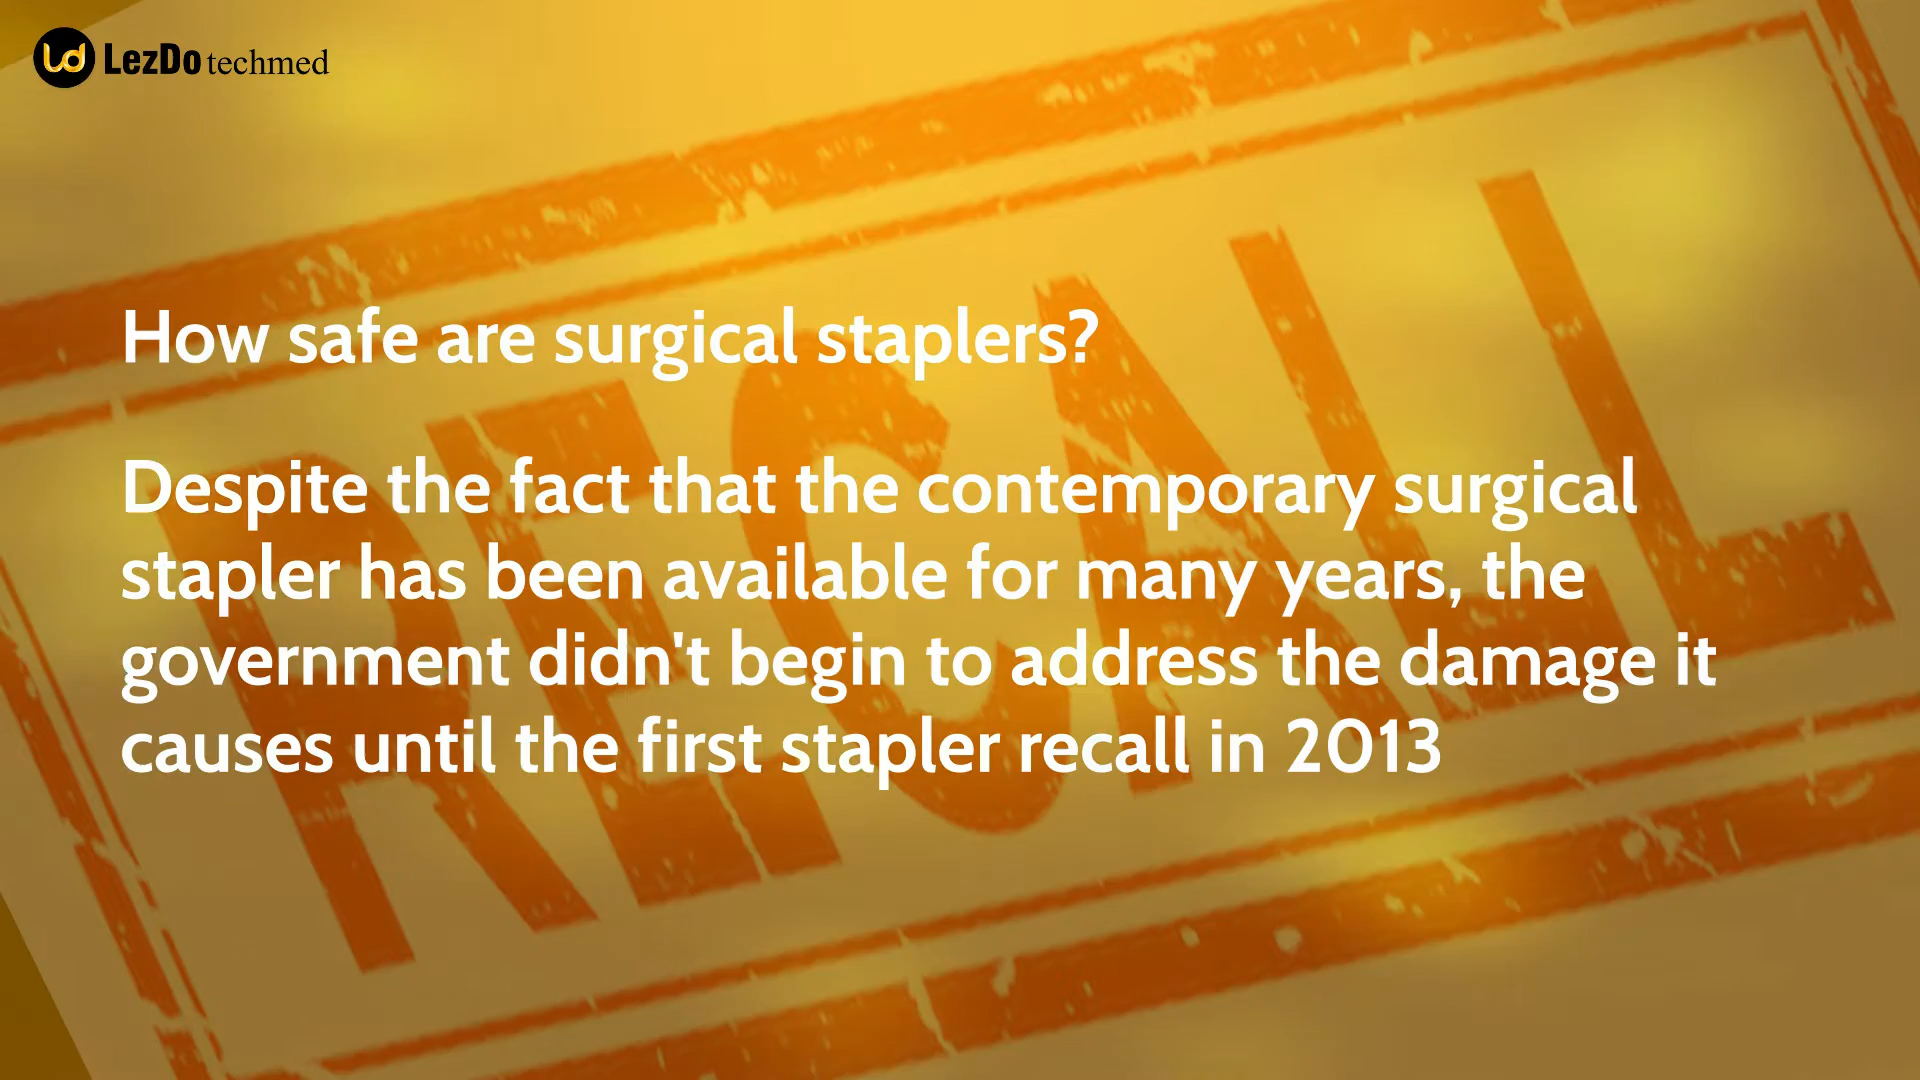 LezDo techmed
How safe are surgical staplers?
Despite the fact that the contemporary surgical
stapler has been available for many years, the
government didn't begin to address the damage it
causes until the first stapler recall in 2013
RECALL